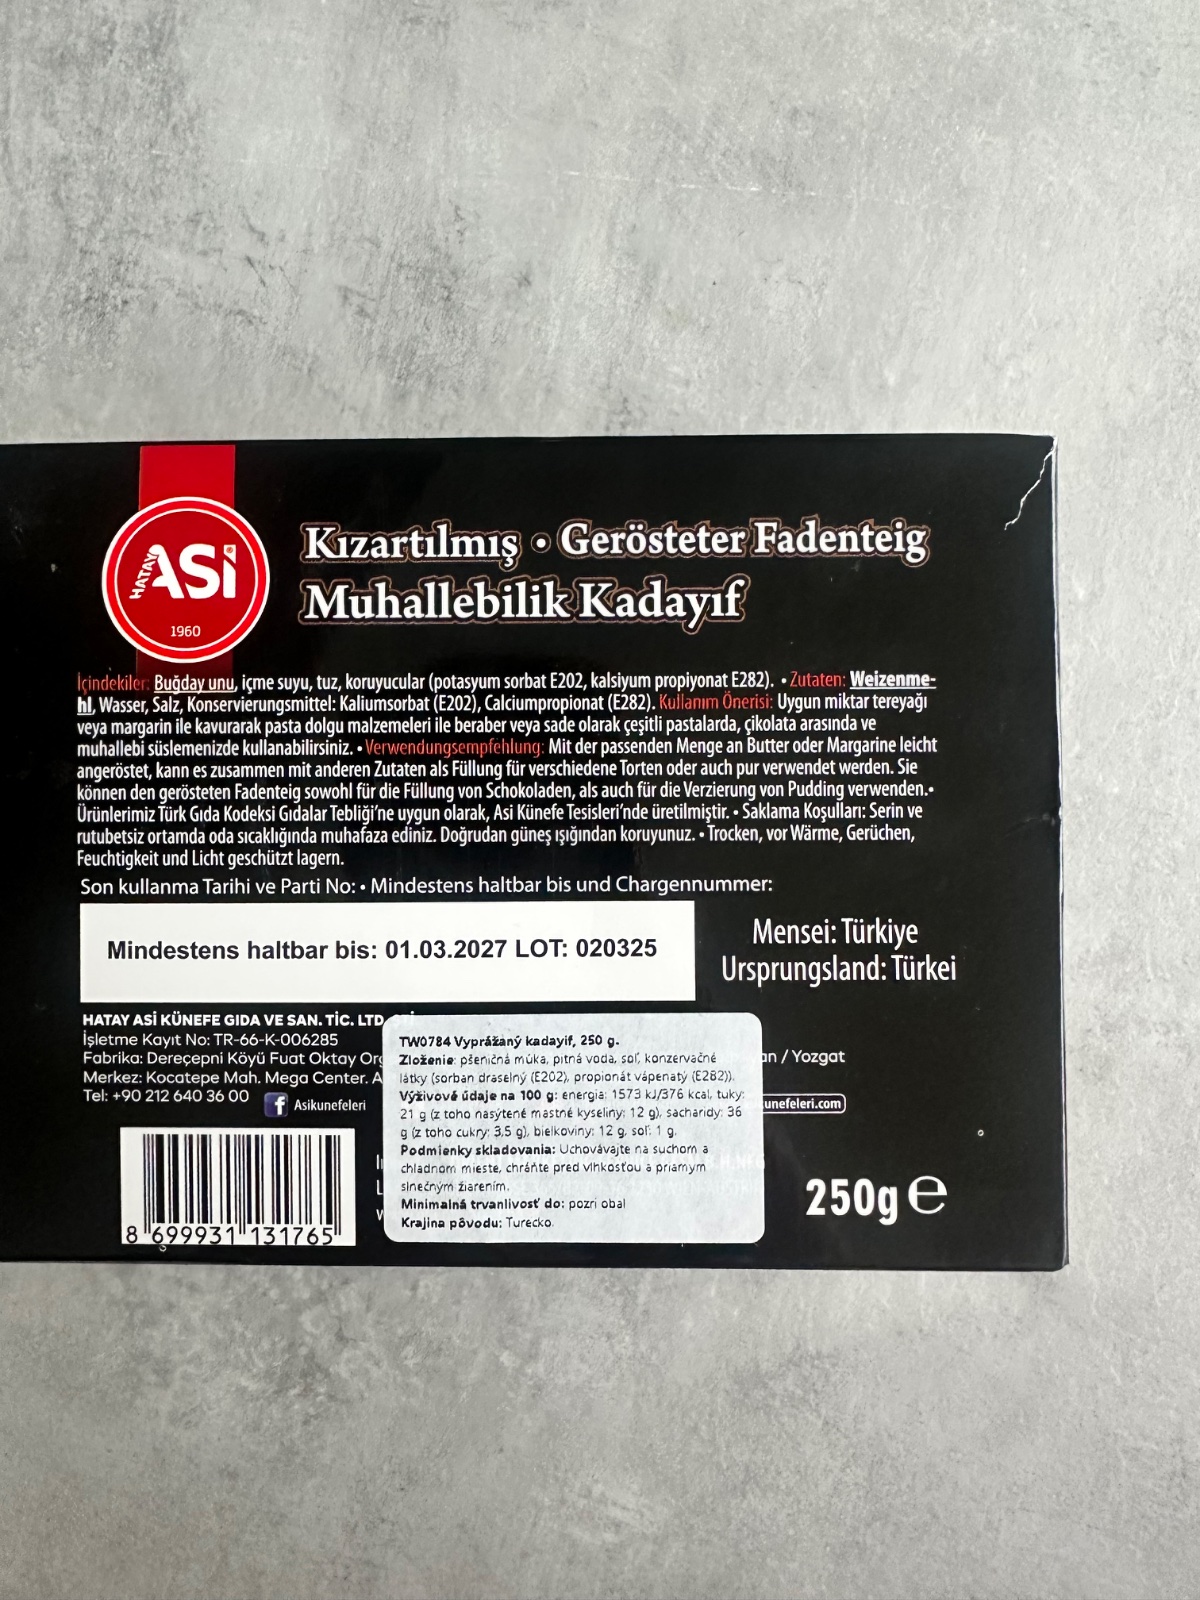 HATAY ASİ®
1960
Kızartılmış • Gerösteter Fadenteig
Muhallebilik Kadayıf
İçindekiler: Buğday unu, içme suyu, tuz, koruyucular (potasyum sorbat E202, kalsiyum propiyonat E282). • Zutaten: Weizenme-
hl, Wasser, Salz, Konservierungsmittel: Kaliumsorbat (E202), Calciumpropionat (E282). Kullanım Önerisi: Uygun miktar tereyağı
veya margarin ile kavurarak pasta dolgu malzemeleri ile beraber veya sade olarak çeşitli pastalarda, çikolata arasında ve
muhallebi süslemenizde kullanabilirsiniz. • Verwendungsempfehlung: Mit der passenden Menge an Butter oder Margarine leicht
angeröstet, kann es zusammen mit anderen Zutaten als Füllung für verschiedene Torten oder auch pur verwendet werden. Sie
können den gerösteten Fadenteig sowohl für die Füllung von Schokoladen, als auch für die Verzierung von Pudding verwenden.•
Ürünlerimiz Türk Gıda Kodeksi Gıdalar Tebliği'ne uygun olarak, Asi Künefe Tesisleri'nde üretilmiştir. • Saklama Koşulları: Serin ve
rutubetsiz ortamda oda sıcaklığında muhafaza ediniz. Doğrudan güneş ışığından koruyunuz. • Trocken, vor Wärme, Gerüchen,
Feuchtigkeit und Licht geschützt lagern.
Son kullanma Tarihi ve Parti No: • Mindestens haltbar bis und Chargennummer:
Mindestens haltbar bis: 01.03.2027 LOT: 020325
Mensei: Türkiye
Ursprungsland: Türkei
HATAY ASİ KÜNEFE GIDA VE SAN. TİC. LTD
İşletme Kayıt No: TR-66-K-006285
Fabrika: Dereçepni Köyü Fuat Oktay Org an / Yozgat
Merkez: Kocatepe Mah. Mega Center. A
Tel: +90 212 640 36 00 Asikunefeleri unefeleri.com
TW0784 Vyprážaný kadayif, 250 g.
Zloženie: pšeničná múka, pitná voda, soľ, konzervačné
látky (sorban draselný (E202), propionát vápenatý (E282)).
Výživové údaje na 100 g: energia: 1573 kJ/376 kcal, tuky:
21 g (z toho nasýtené mastné kyseliny: 12 g), sacharidy: 36
g (z toho cukry: 3,5 g), bielkoviny: 12 g, soľ: 1 g.
Podmienky skladovania: Uchovávajte na suchom a
chladnom mieste, chráňte pred vlhkosťou a priamym
slnečným žiarením.
Minimálna trvanlivosť do: pozri obal
Krajina pôvodu: Turecko.
8 699931 131765
250g ℮